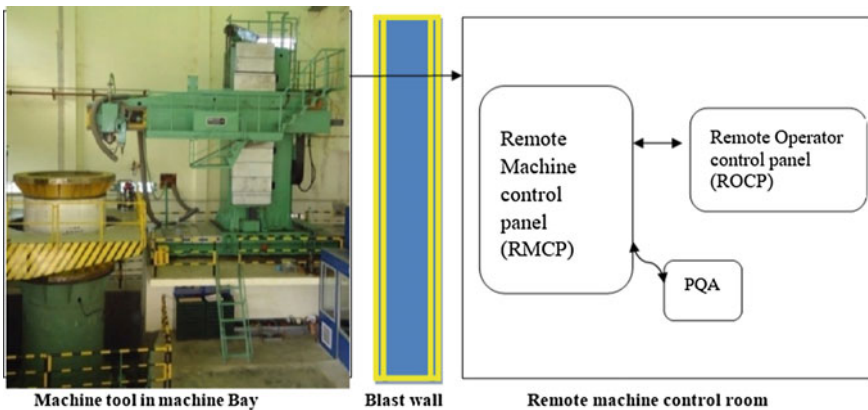 Remote
Machine
control
panel
(RMCP)
Remote Operator
control panel
(ROCP)
PQA
Machine tool in machine Bay
Blast wall
Remote machine control room